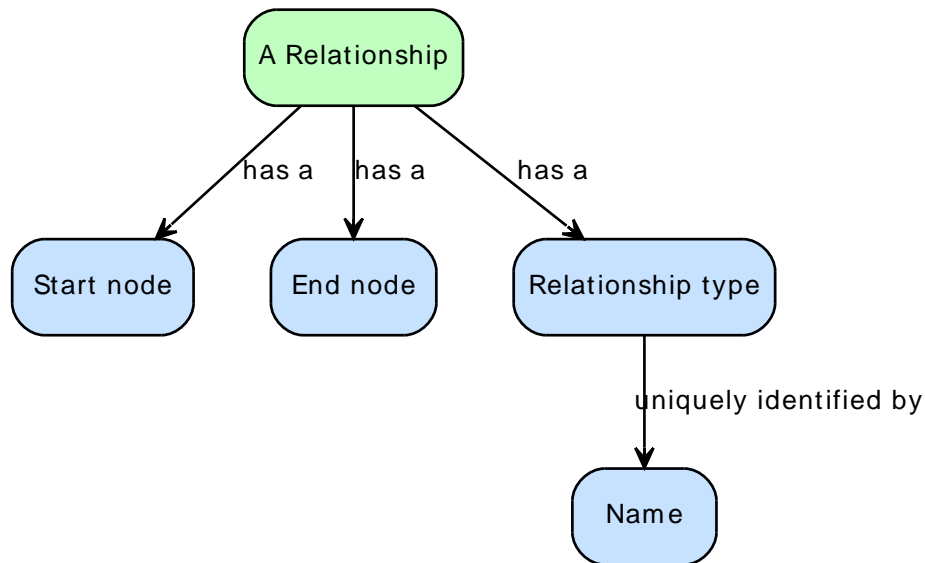 A Relationship
has a
has a
has a
Start node
End node
Relationship type
uniquely identified by
Name